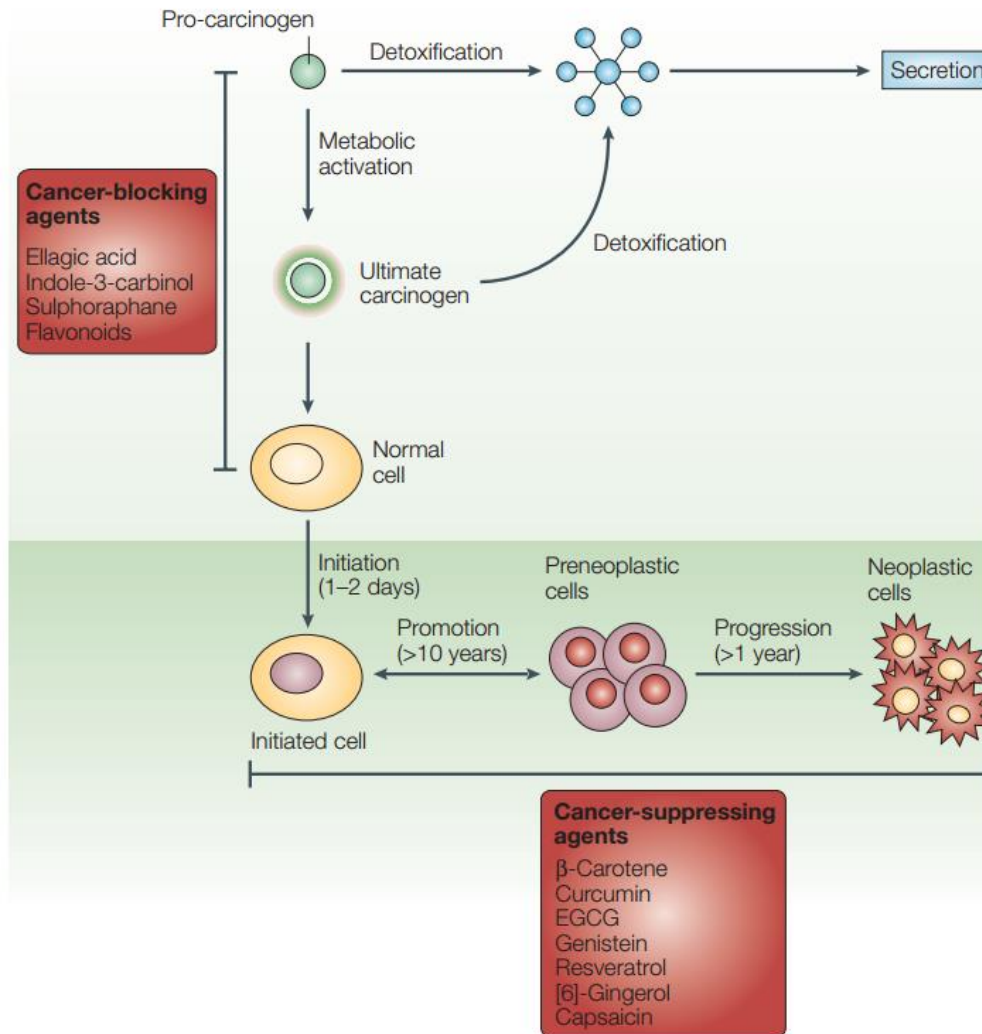 Pro-carcinogen
Detoxification
Secretion
Metabolic
activation
Cancer-blocking
agents
Ellagic acid
Indole-3-carbinol
Sulphoraphane
Flavonoids
Ultimate
carcinogen
Detoxification
Normal
cell
Initiation
(1–2 days)
Preneoplastic
cells
Neoplastic
cells
Promotion
(>10 years)
Progression
(>1 year)
Initiated cell
Cancer-suppressing
agents
β-Carotene
Curcumin
EGCG
Genistein
Resveratrol
[6]-Gingerol
Capsaicin